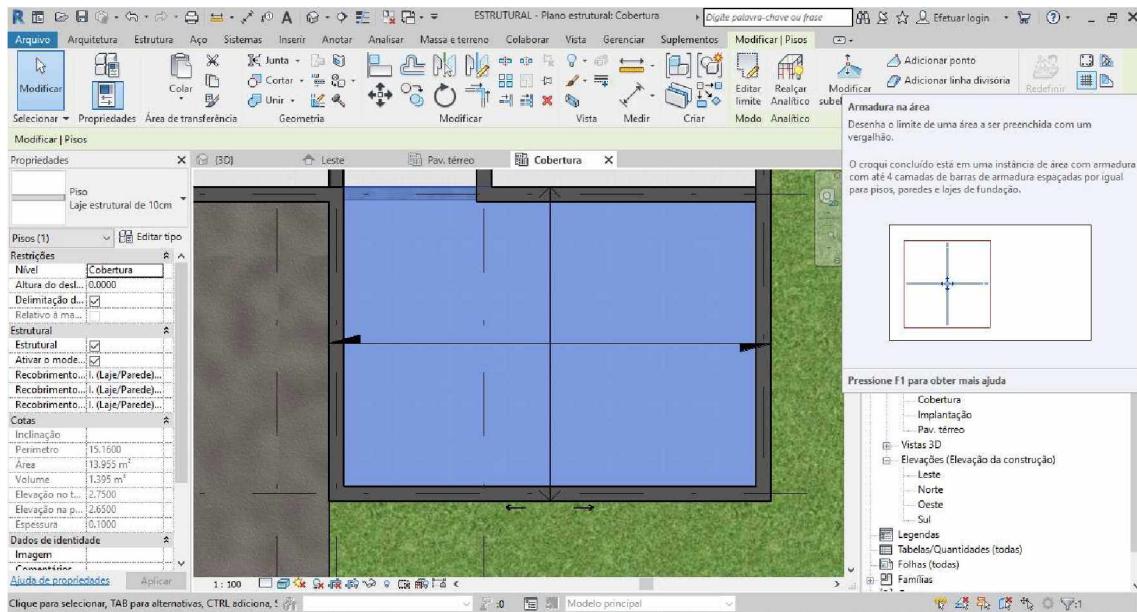 ESTRUTURAL - Plano estrutural: Cobertura
Digite palavra-chave ou frase
Efetuar login
Arquivo Arquitetura Estrutura Aço Sistemas Inserir Anotar Analisar Massa e terreno Colaborar Vista Gerenciar Suplementos Modificar | Pisos
Modificar
Colar
Junta
Cortar
Unir
Editar limite
Realçar Analítico
Modificar
Adicionar ponto
Adicionar linha divisória
Redefinir
Selecionar Propriedades Área de transferência Geometria Modificar Vista Medir Criar Modo Analítico
Modificar | Pisos
Armadura na área
Desenha o limite de uma área a ser preenchida com um
vergalhão.
O croqui concluído está em uma instância de área com armadura
com até 4 camadas de barras de armadura espaçadas por igual
para pisos, paredes e lajes de fundação.
Pressione F1 para obter mais ajuda
Propriedades
{3D} Leste Pav. térreo Cobertura
Piso
Laje estrutural de 10cm
Pisos (1) Editar tipo
Restrições
Nível Cobertura
Altura do desl... 0.0000
Delimitação d...
Relativo à ma...
Estrutural
Estrutural
Ativar o mode...
Recobrimento... I. (Laje/Parede)...
Recobrimento... I. (Laje/Parede)...
Recobrimento... I. (Laje/Parede)...
Cotas
Inclinação
Perímetro 15.1600
Área 13.955 m²
Volume 1.395 m³
Elevação no t... 2.7500
Elevação na p... 2.6500
Espessura 0.1000
Dados de identidade
Imagem
Comentários
Ajuda de propriedades Aplicar
Cobertura
Implantação
Pav. térreo
Vistas 3D
Elevações (Elevação da construção)
Leste
Norte
Oeste
Sul
Legendas
Tabelas/Quantidades (todas)
Folhas (todas)
Famílias
1 : 100
Clique para selecionar, TAB para alternativas, CTRL adiciona, :0 Modelo principal :1